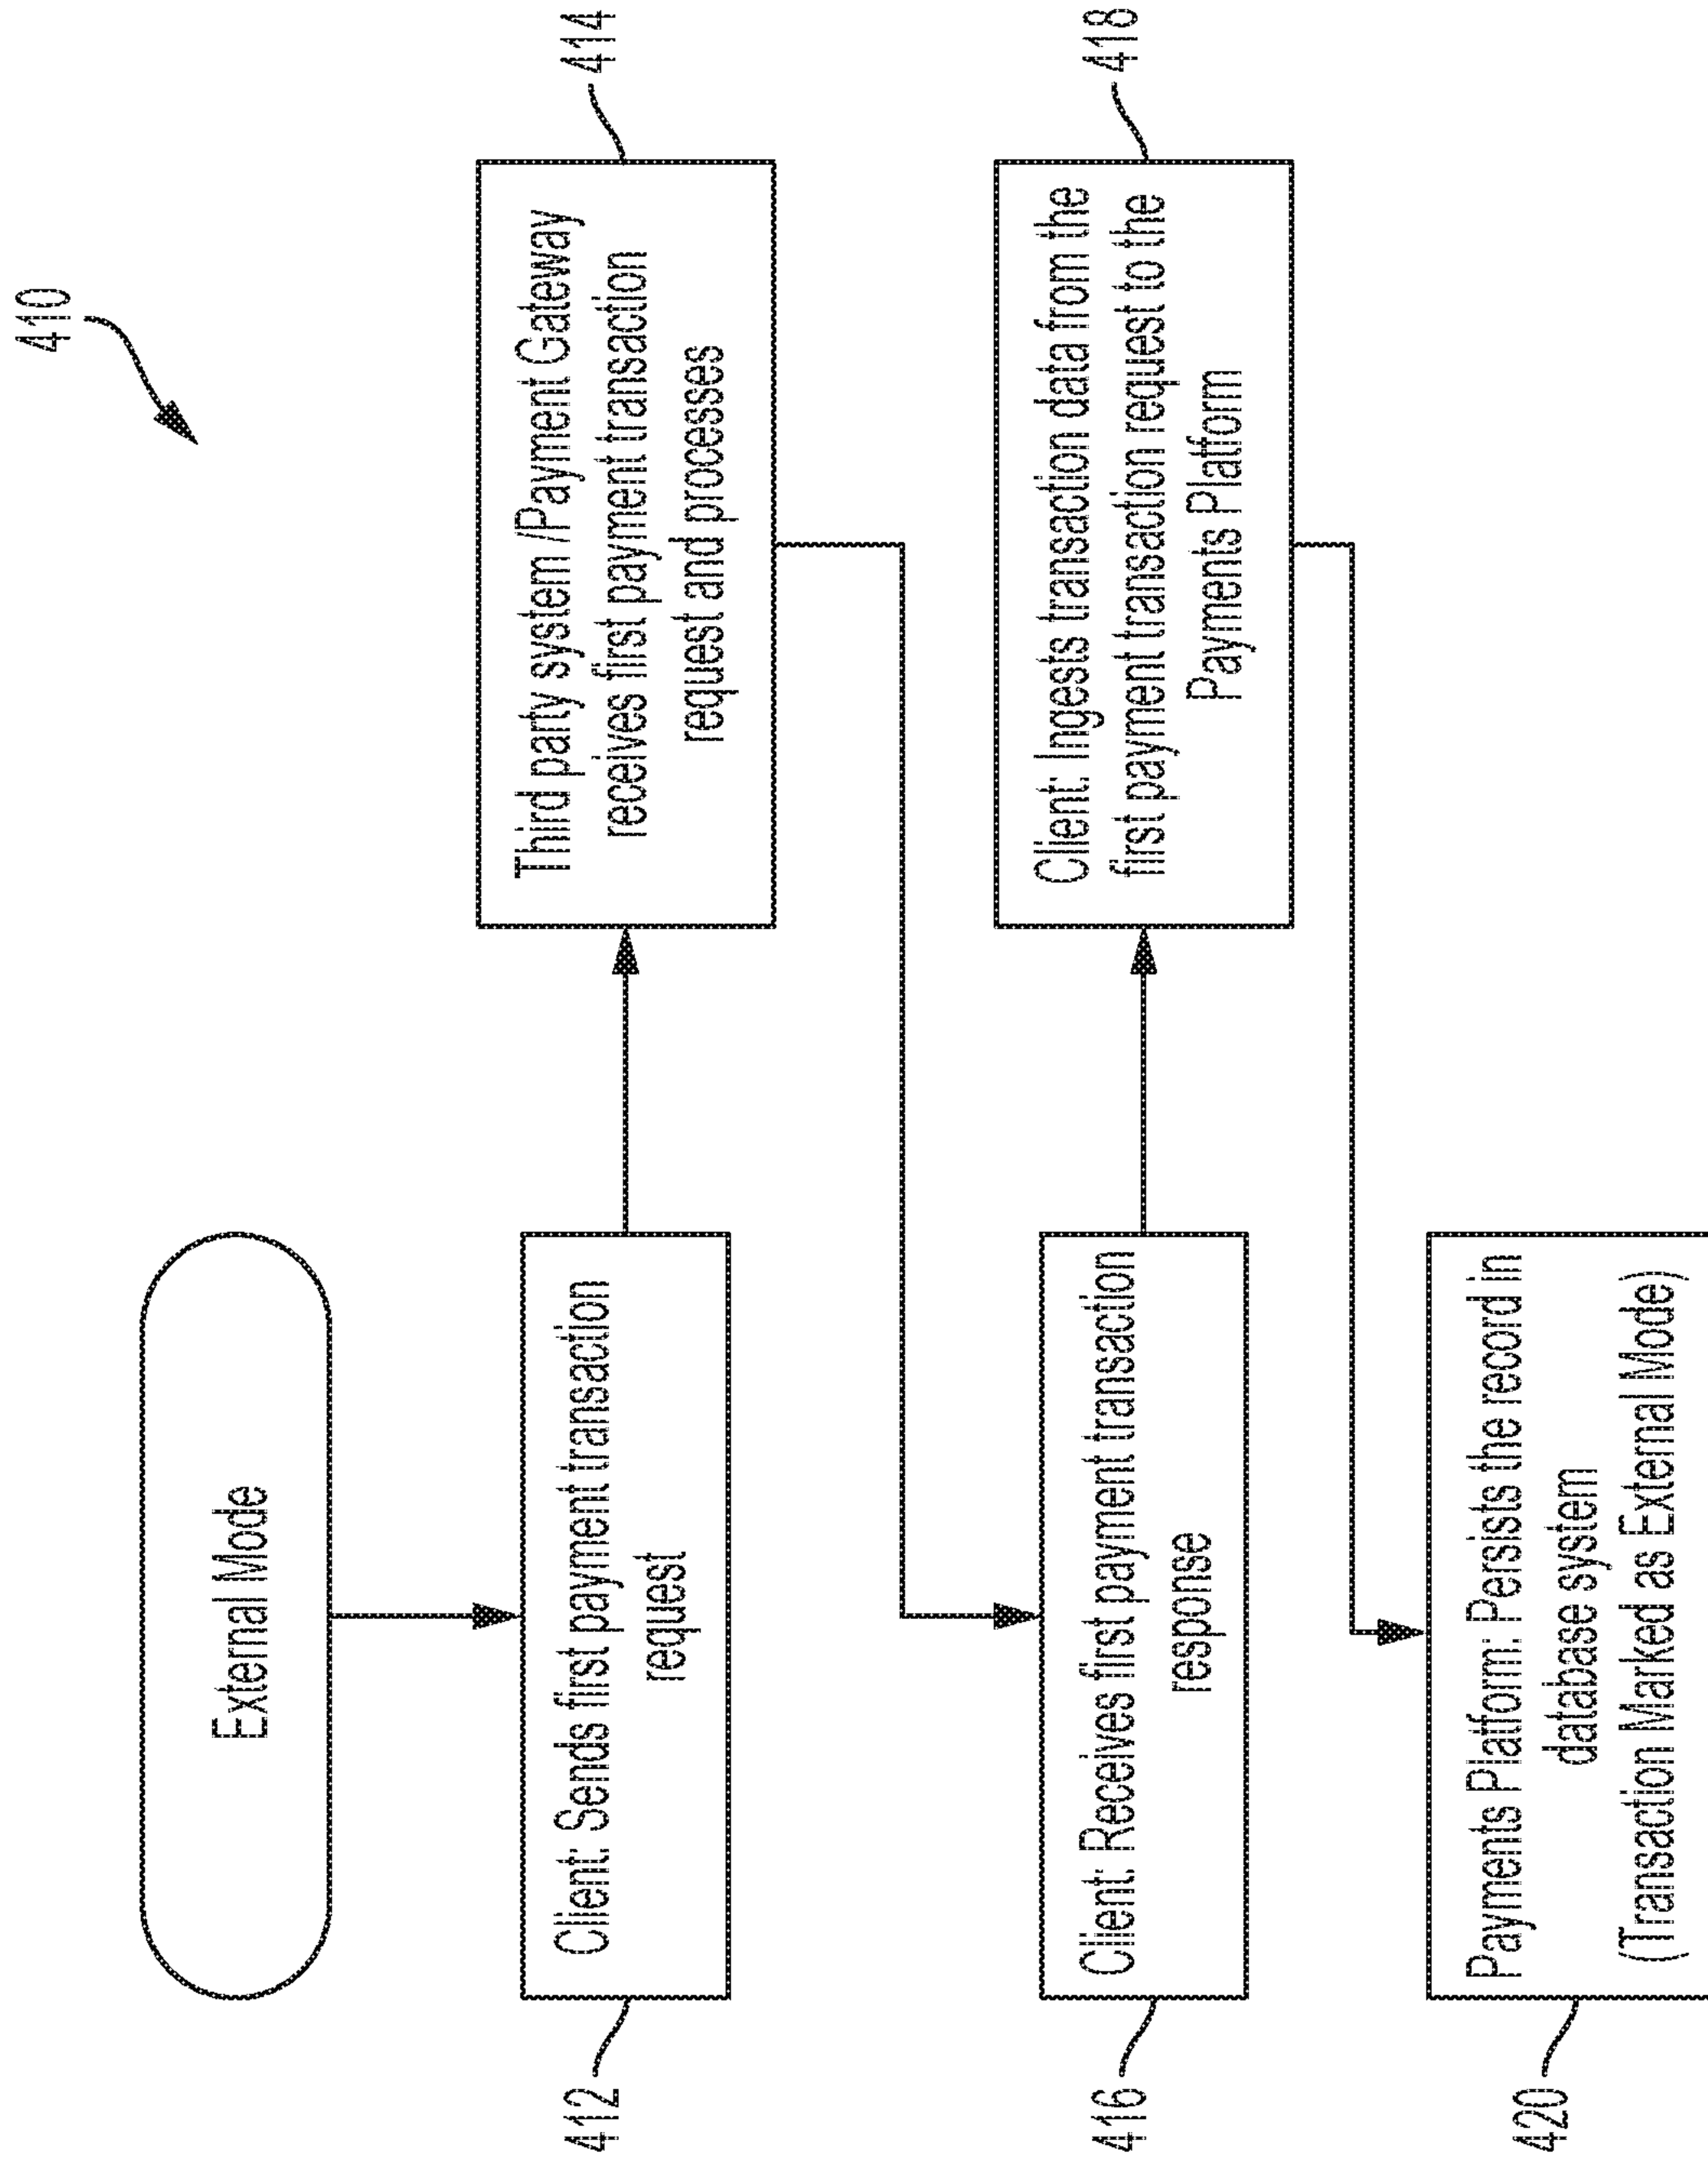 410
External Mode
412
Client: Sends first payment transaction
request
414
Third party system /Payment Gateway
receives first payment transaction
request and processes
416
Client: Receives first payment transaction
response
418
Client: Ingests transaction data from the
first payment transaction request to the
Payments Platform
420
Payments Platform: Persists the record in
database system
(Transaction Marked as External Mode)